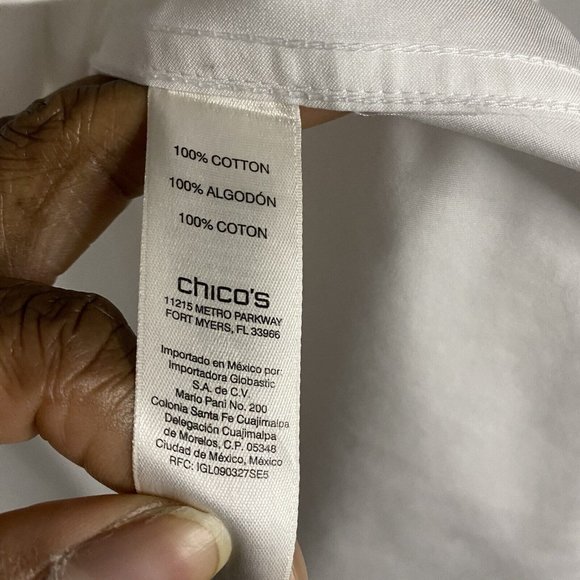 100% COTTON
100% ALGODÓN
100% COTON
chico's
11215 METRO PARKWAY
FORT MYERS, FL 33966
Importado en México por:
Importadora Globastic
S.A. de C.V.
Mario Pani No. 200
Colonia Santa Fe Cuajimalpa
Delegación Cuajimalpa
de Morelos, C.P. 05348
Ciudad de México, México
RFC: IGL090327SE5